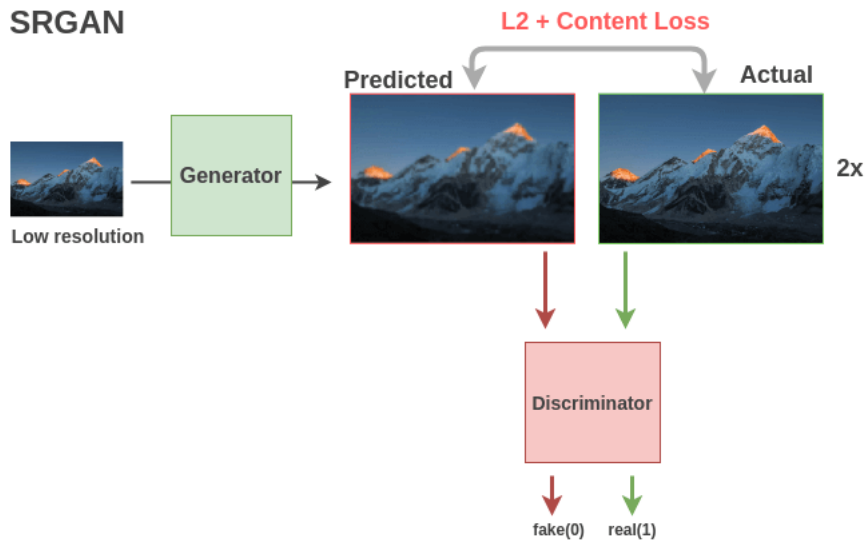 SRGAN
L2 + Content Loss
Predicted
Actual
Generator
2x
Low resolution
Discriminator
fake(0)
real(1)